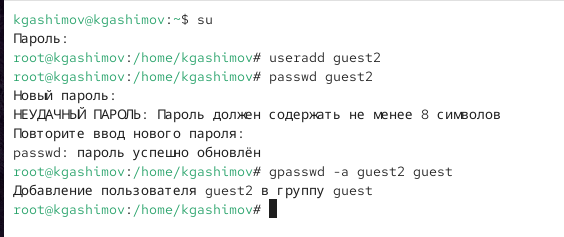 kgashimov@kgashimov:~$ su
Пароль:
root@kgashimov:/home/kgashimov# useradd guest2
root@kgashimov:/home/kgashimov# passwd guest2
Новый пароль:
НЕУДАЧНЫЙ ПАРОЛЬ: Пароль должен содержать не менее 8 символов
Повторите ввод нового пароля:
passwd: пароль успешно обновлён
root@kgashimov:/home/kgashimov# gpasswd -a guest2 guest
Добавление пользователя guest2 в группу guest
root@kgashimov:/home/kgashimov#